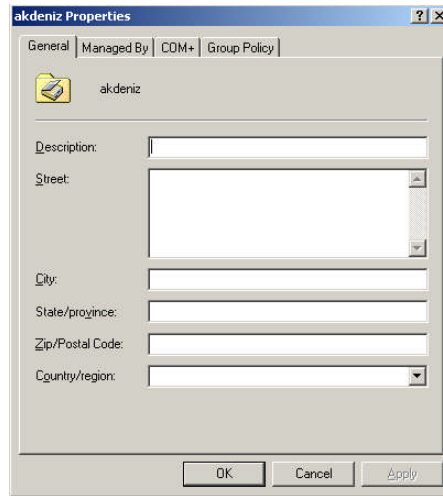 akdeniz Properties
General Managed By COM+ Group Policy
akdeniz
Description:
Street:
City:
State/province:
Zip/Postal Code:
Country/region:
OK Cancel Apply